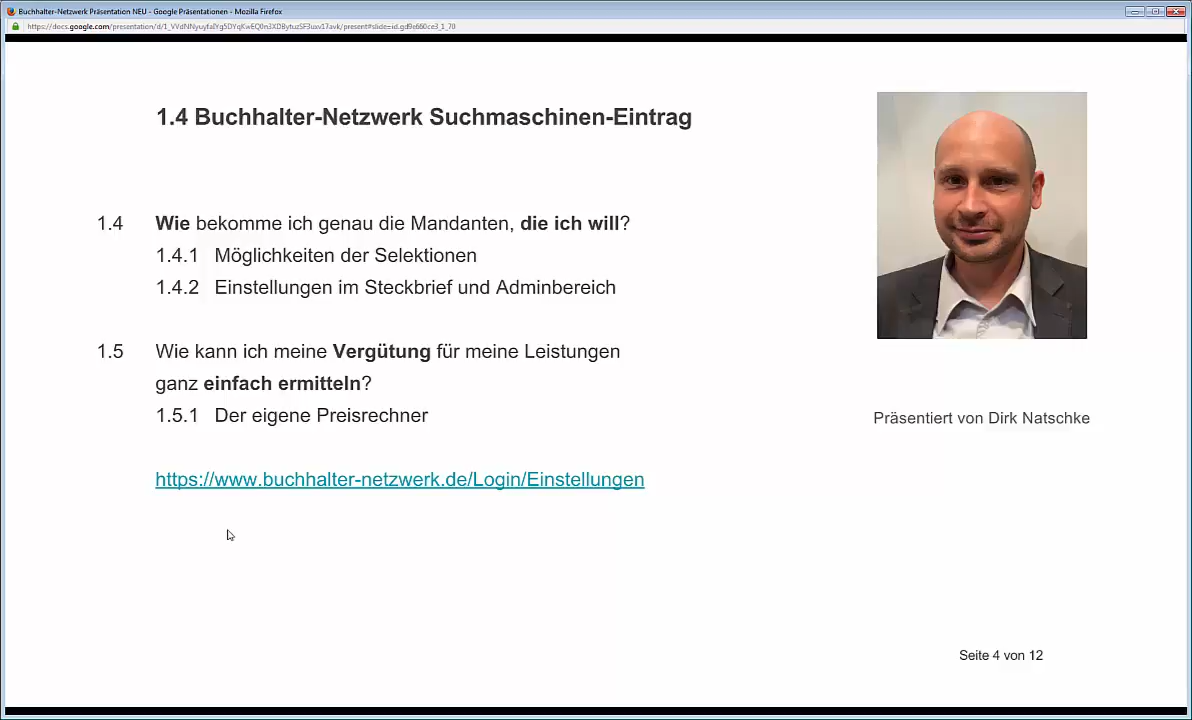 Buchhalter-Netzwerk Präsentation NEU - Google Präsentationen - Mozilla Firefox
1.4 Buchhalter-Netzwerk Suchmaschinen-Eintrag
1.4 Wie bekomme ich genau die Mandanten, die ich will?
1.4.1 Möglichkeiten der Selektionen
1.4.2 Einstellungen im Steckbrief und Adminbereich
1.5 Wie kann ich meine Vergütung für meine Leistungen
ganz einfach ermitteln?
1.5.1 Der eigene Preisrechner
https://www.buchhalter-netzwerk.de/Login/Einstellungen
Präsentiert von Dirk Natschke
Seite 4 von 12